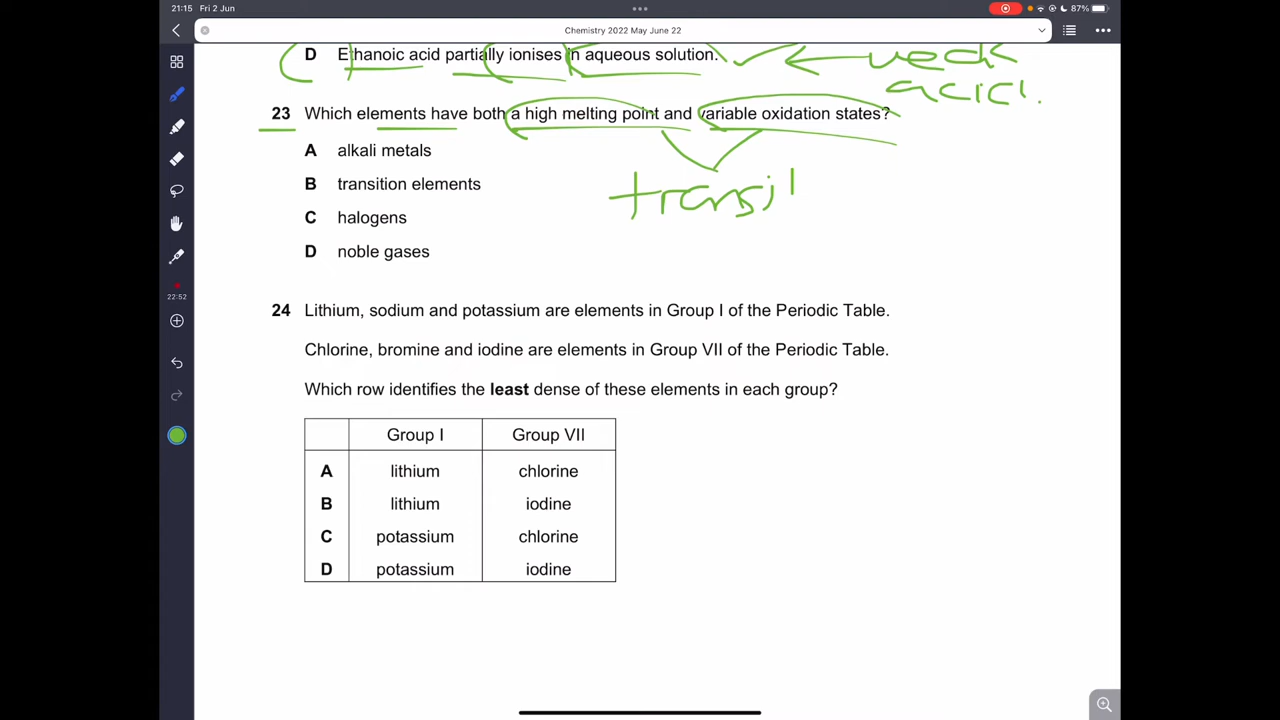 21:15 Fri 2 Jun
87%
Chemistry 2022 May June 22
D Ethanoic acid partially ionises in aqueous solution.
weak
acid.
23 Which elements have both a high melting point and variable oxidation states?
A alkali metals
transit
B transition elements
C halogens
D noble gases
22:52
24 Lithium, sodium and potassium are elements in Group I of the Periodic Table.
Chlorine, bromine and iodine are elements in Group VII of the Periodic Table.
Which row identifies the least dense of these elements in each group?
Group I Group VII
A lithium chlorine
B lithium iodine
C potassium chlorine
D potassium iodine